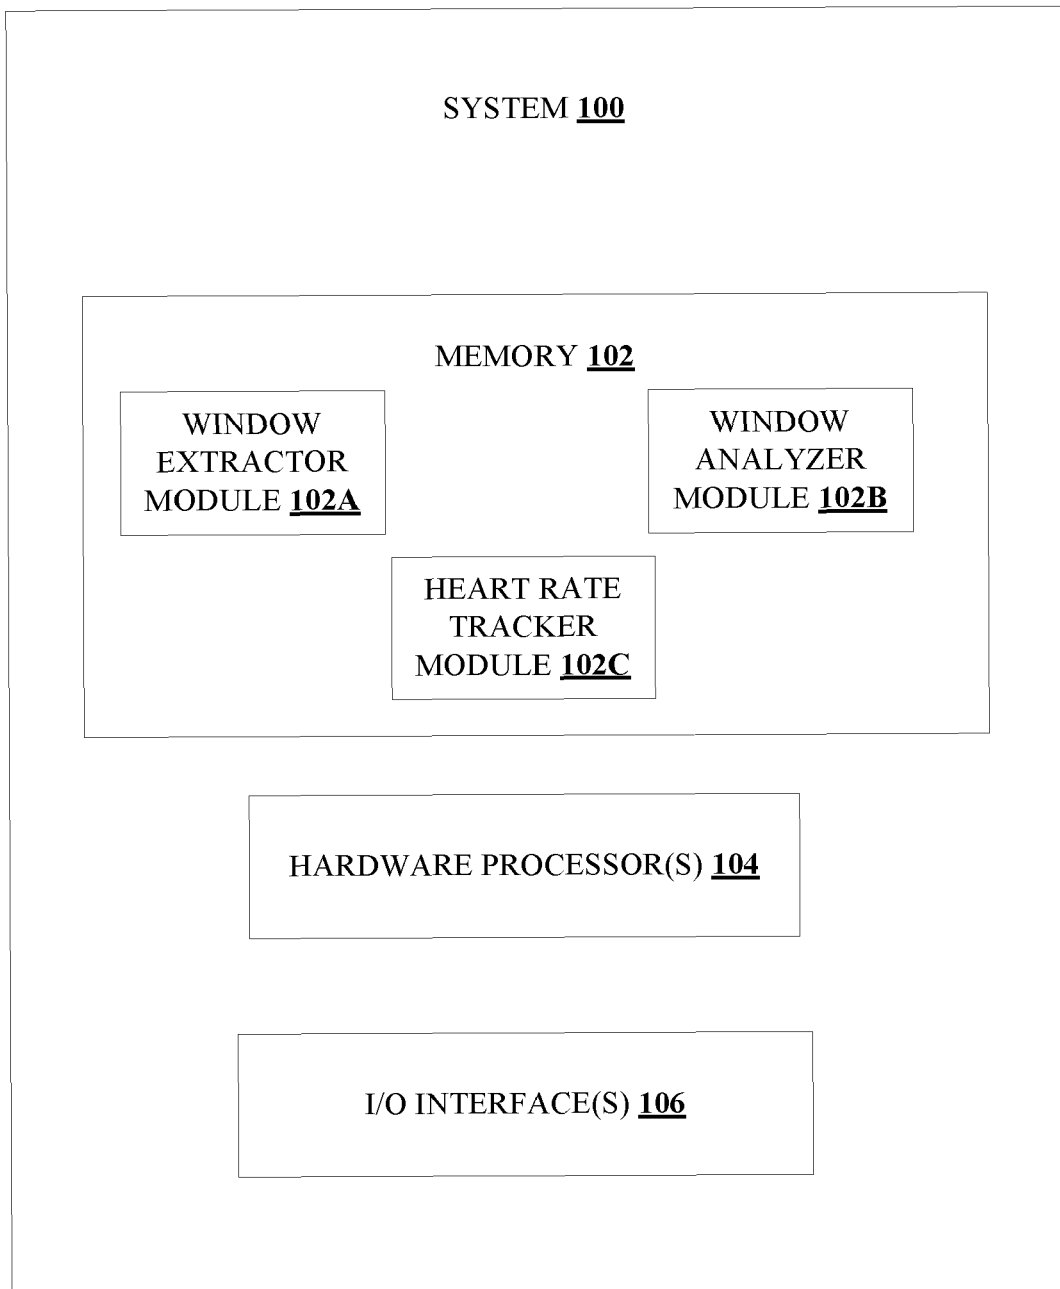 SYSTEM 100
MEMORY 102
WINDOW
EXTRACTOR
MODULE 102A
WINDOW
ANALYZER
MODULE 102B
HEART RATE
TRACKER
MODULE 102C
HARDWARE PROCESSOR(S) 104
I/O INTERFACE(S) 106